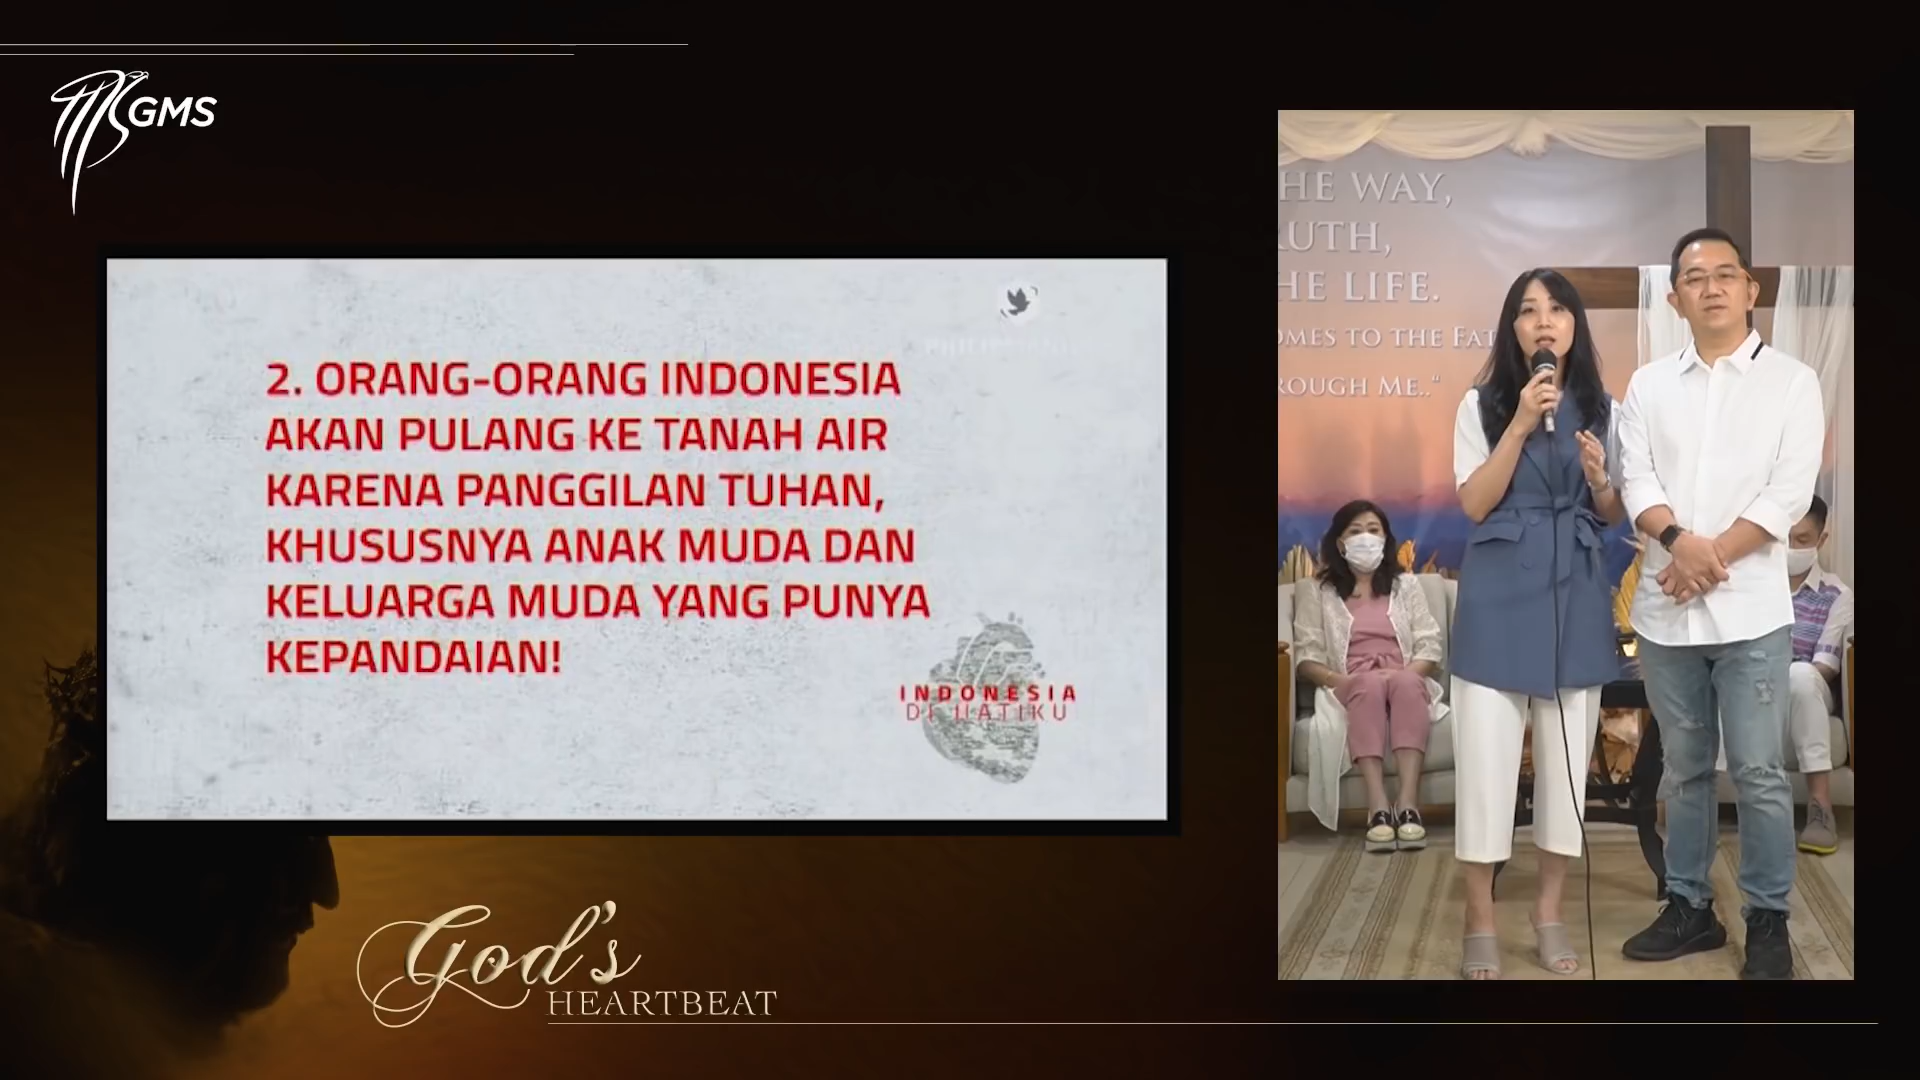 GMS
2. ORANG-ORANG INDONESIA
AKAN PULANG KE TANAH AIR
KARENA PANGGILAN TUHAN,
KHUSUSNYA ANAK MUDA DAN
KELUARGA MUDA YANG PUNYA
KEPANDAIAN!
INDONESIA
DI HATIKU
HE WAY,
RUTH,
HE LIFE.
OMES TO THE FAT
ROUGH ME.."
God's
HEARTBEAT